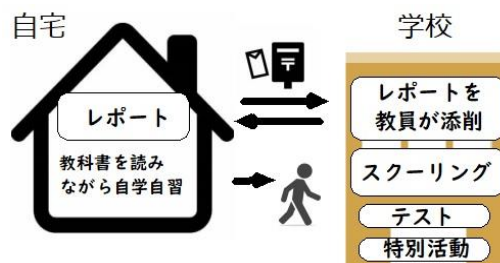 自宅
学校
レポート
教科書を読み
ながら自学自習
〒
レポートを
教員が添削
スクーリング
テスト
特別活動